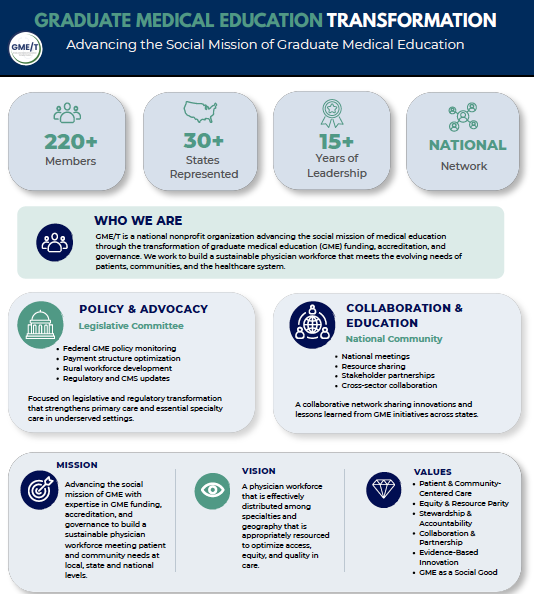 GRADUATE MEDICAL EDUCATION TRANSFORMATION
Advancing the Social Mission of Graduate Medical Education
GME/T
220+
Members
30+
States
Represented
15+
Years of
Leadership
NATIONAL
Network
WHO WE ARE
GME/T is a national nonprofit organization advancing the social mission of medical education
through the transformation of graduate medical education (GME) funding, accreditation, and
governance. We work to build a sustainable physician workforce that meets the evolving needs of
patients, communities, and the healthcare system.
POLICY & ADVOCACY
Legislative Committee
• Federal GME policy monitoring
• Payment structure optimization
• Rural workforce development
• Regulatory and CMS updates
Focused on legislative and regulatory transformation
that strengthens primary care and essential specialty
care in underserved settings.
COLLABORATION &
EDUCATION
National Community
• National meetings
• Resource sharing
• Stakeholder partnerships
• Cross-sector collaboration
A collaborative network sharing innovations and
lessons learned from GME initiatives across states.
MISSION
Advancing the social
mission of GME with
expertise in GME funding,
accreditation, and
governance to build a
sustainable physician
workforce meeting patient
and community needs at
local, state and national
levels.
VISION
A physician workforce
that is effectively
distributed among
specialties and
geography that is
appropriately resourced
to optimize access,
equity, and quality in
care.
VALUES
• Patient & Community-
Centered Care
• Equity & Resource Parity
• Stewardship &
Accountability
• Collaboration &
Partnership
• Evidence-Based
Innovation
• GME as a Social Good